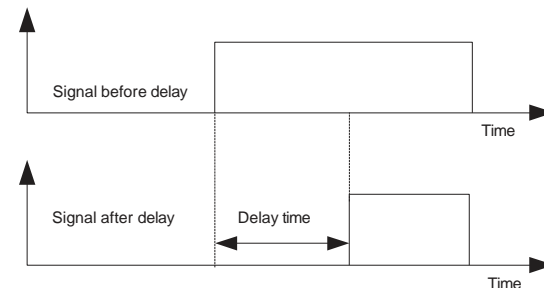 Signal before delay
Time
Signal after delay
Delay time
Time